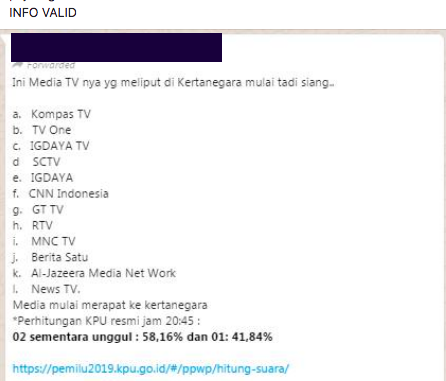 INFO VALID
Forwarded
Ini Media TV nya yg meliput di Kertanegara mulai tadi siang..
a. Kompas TV
b. TV One
c. IGDAYA TV
d SCTV
e. IGDAYA
f. CNN Indonesia
g. GT TV
h. RTV
i. MNC TV
j. Berita Satu
k. Al-Jazeera Media Net Work
l. News TV.
Media mulai merapat ke kertanegara
*Perhitungan KPU resmi jam 20:45 :
02 sementara unggul : 58,16% dan 01: 41,84%
https://pemilu2019.kpu.go.id/#/ppwp/hitung-suara/